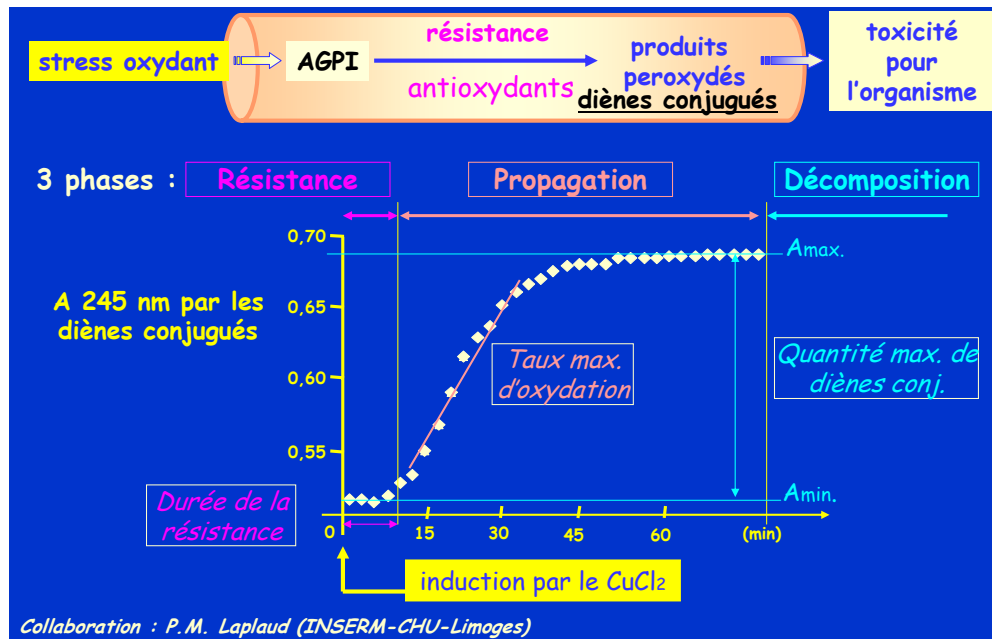 stress oxydant
AGPI
résistance
antioxydants
produits
peroxydés
diènes conjugués
toxicité
pour
l'organisme
3 phases :
Résistance
Propagation
Décomposition
0,70
0,65
0,60
0,55
A 245 nm par les
diènes conjugués
Amax.
Taux max.
d'oxydation
Quantité max. de
diènes conj.
Amin.
Durée de la
résistance
0
15
30
45
60
(min)
induction par le CuCl2
Collaboration : P.M. Laplaud (INSERM-CHU-Limoges)